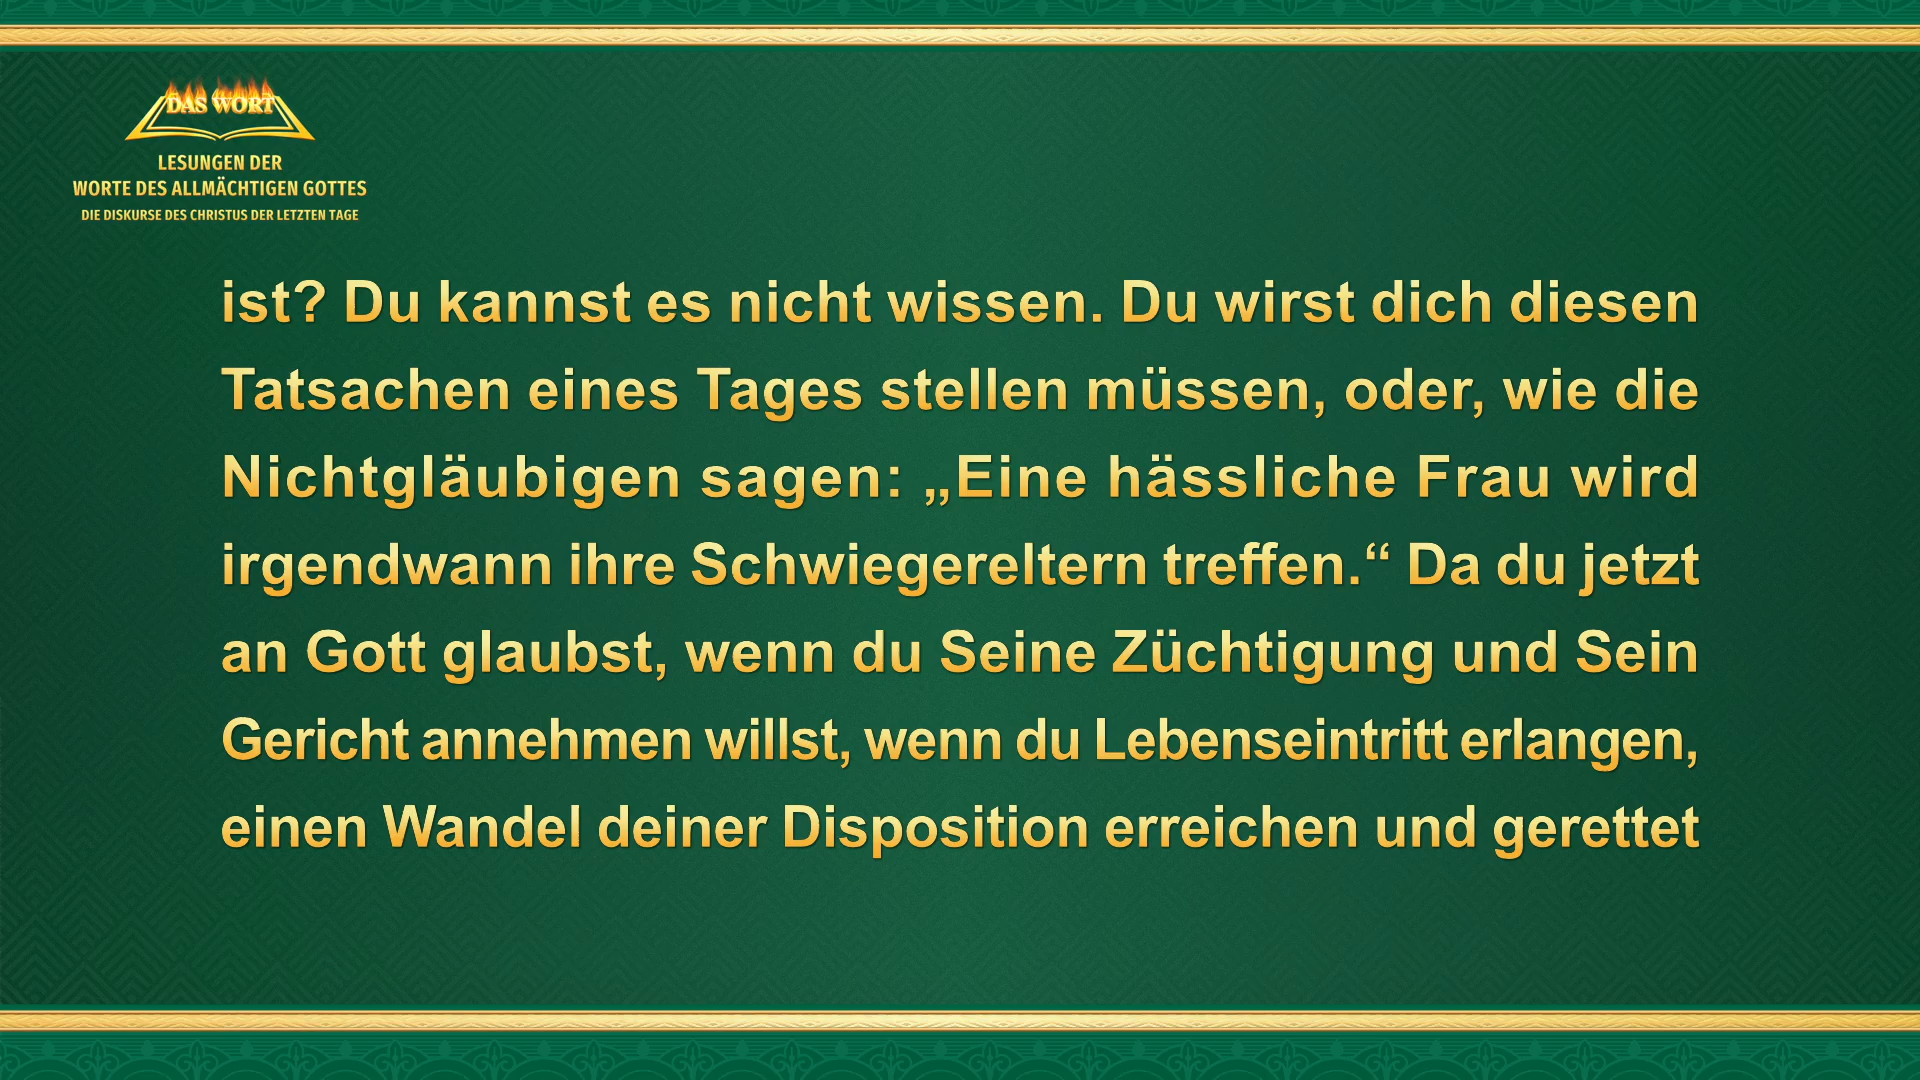 DAS WORT
LESUNGEN DER
WORTE DES ALLMÄCHTIGEN GOTTES
DIE DISKURSE DES CHRISTUS DER LETZTEN TAGE
ist? Du kannst es nicht wissen. Du wirst dich diesen
Tatsachen eines Tages stellen müssen, oder, wie die
Nichtgläubigen sagen: „Eine hässliche Frau wird
irgendwann ihre Schwiegereltern treffen.“ Da du jetzt
an Gott glaubst, wenn du Seine Züchtigung und Sein
Gericht annehmen willst, wenn du Lebenseintritt erlangen,
einen Wandel deiner Disposition erreichen und gerettet